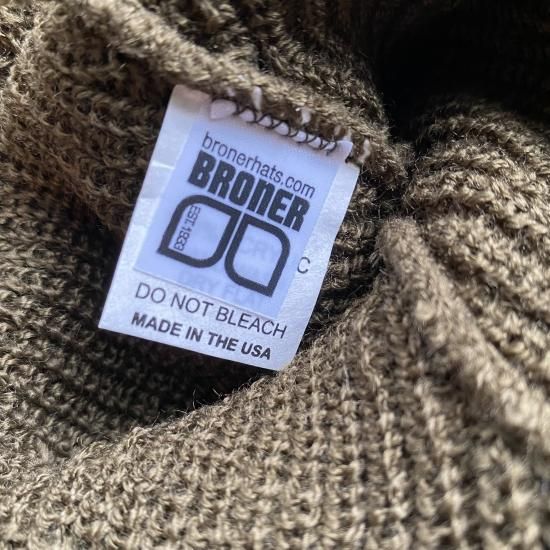 bronerhats.com
BRONER
EST. 1933
C
DO NOT BLEACH
MADE IN THE USA